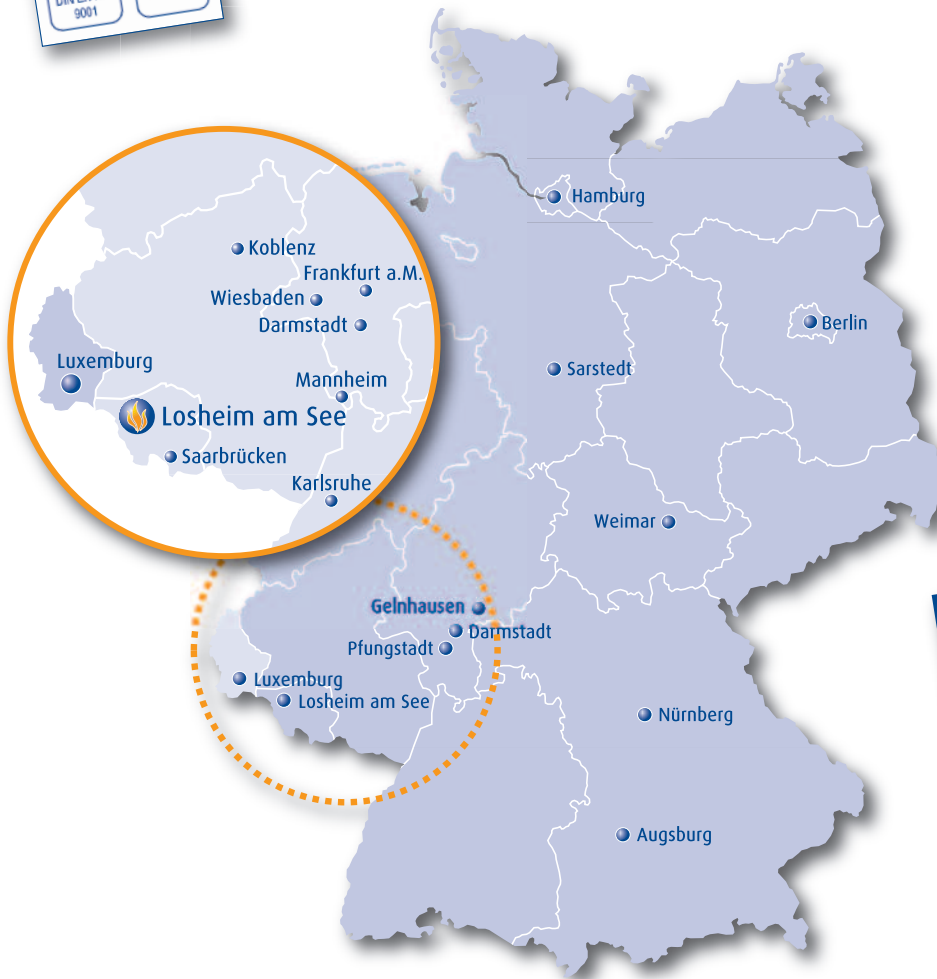 9001
Hamburg
Koblenz
Frankfurt a.M.
Wiesbaden
Darmstadt
Berlin
Luxemburg
Sarstedt
Mannheim
Losheim am See
Saarbrücken
Karlsruhe
Weimar
Gelnhausen
Darmstadt
Pfungstadt
Luxemburg
Losheim am See
Nürnberg
Augsburg